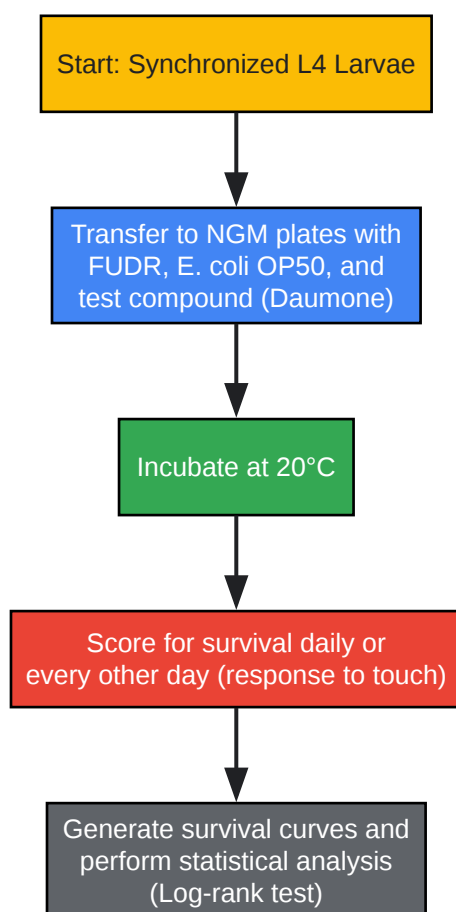 Start: Synchronized L4 Larvae
Transfer to NGM plates with
FUDR, E. coli OP50, and
test compound (Daumone)
Incubate at 20°C
Score for survival daily or
every other day (response to touch)
Generate survival curves and
perform statistical analysis
(Log-rank test)